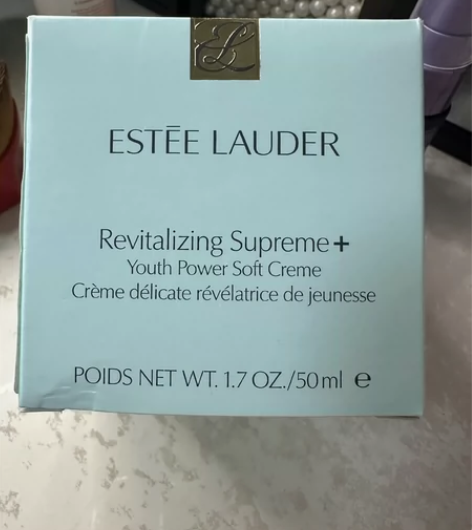 ESTĒE LAUDER
Revitalizing Supreme+
Youth Power Soft Creme
Crème délicate révélatrice de jeunesse
POIDS NET WT. 1.7 OZ./50 ml ℮